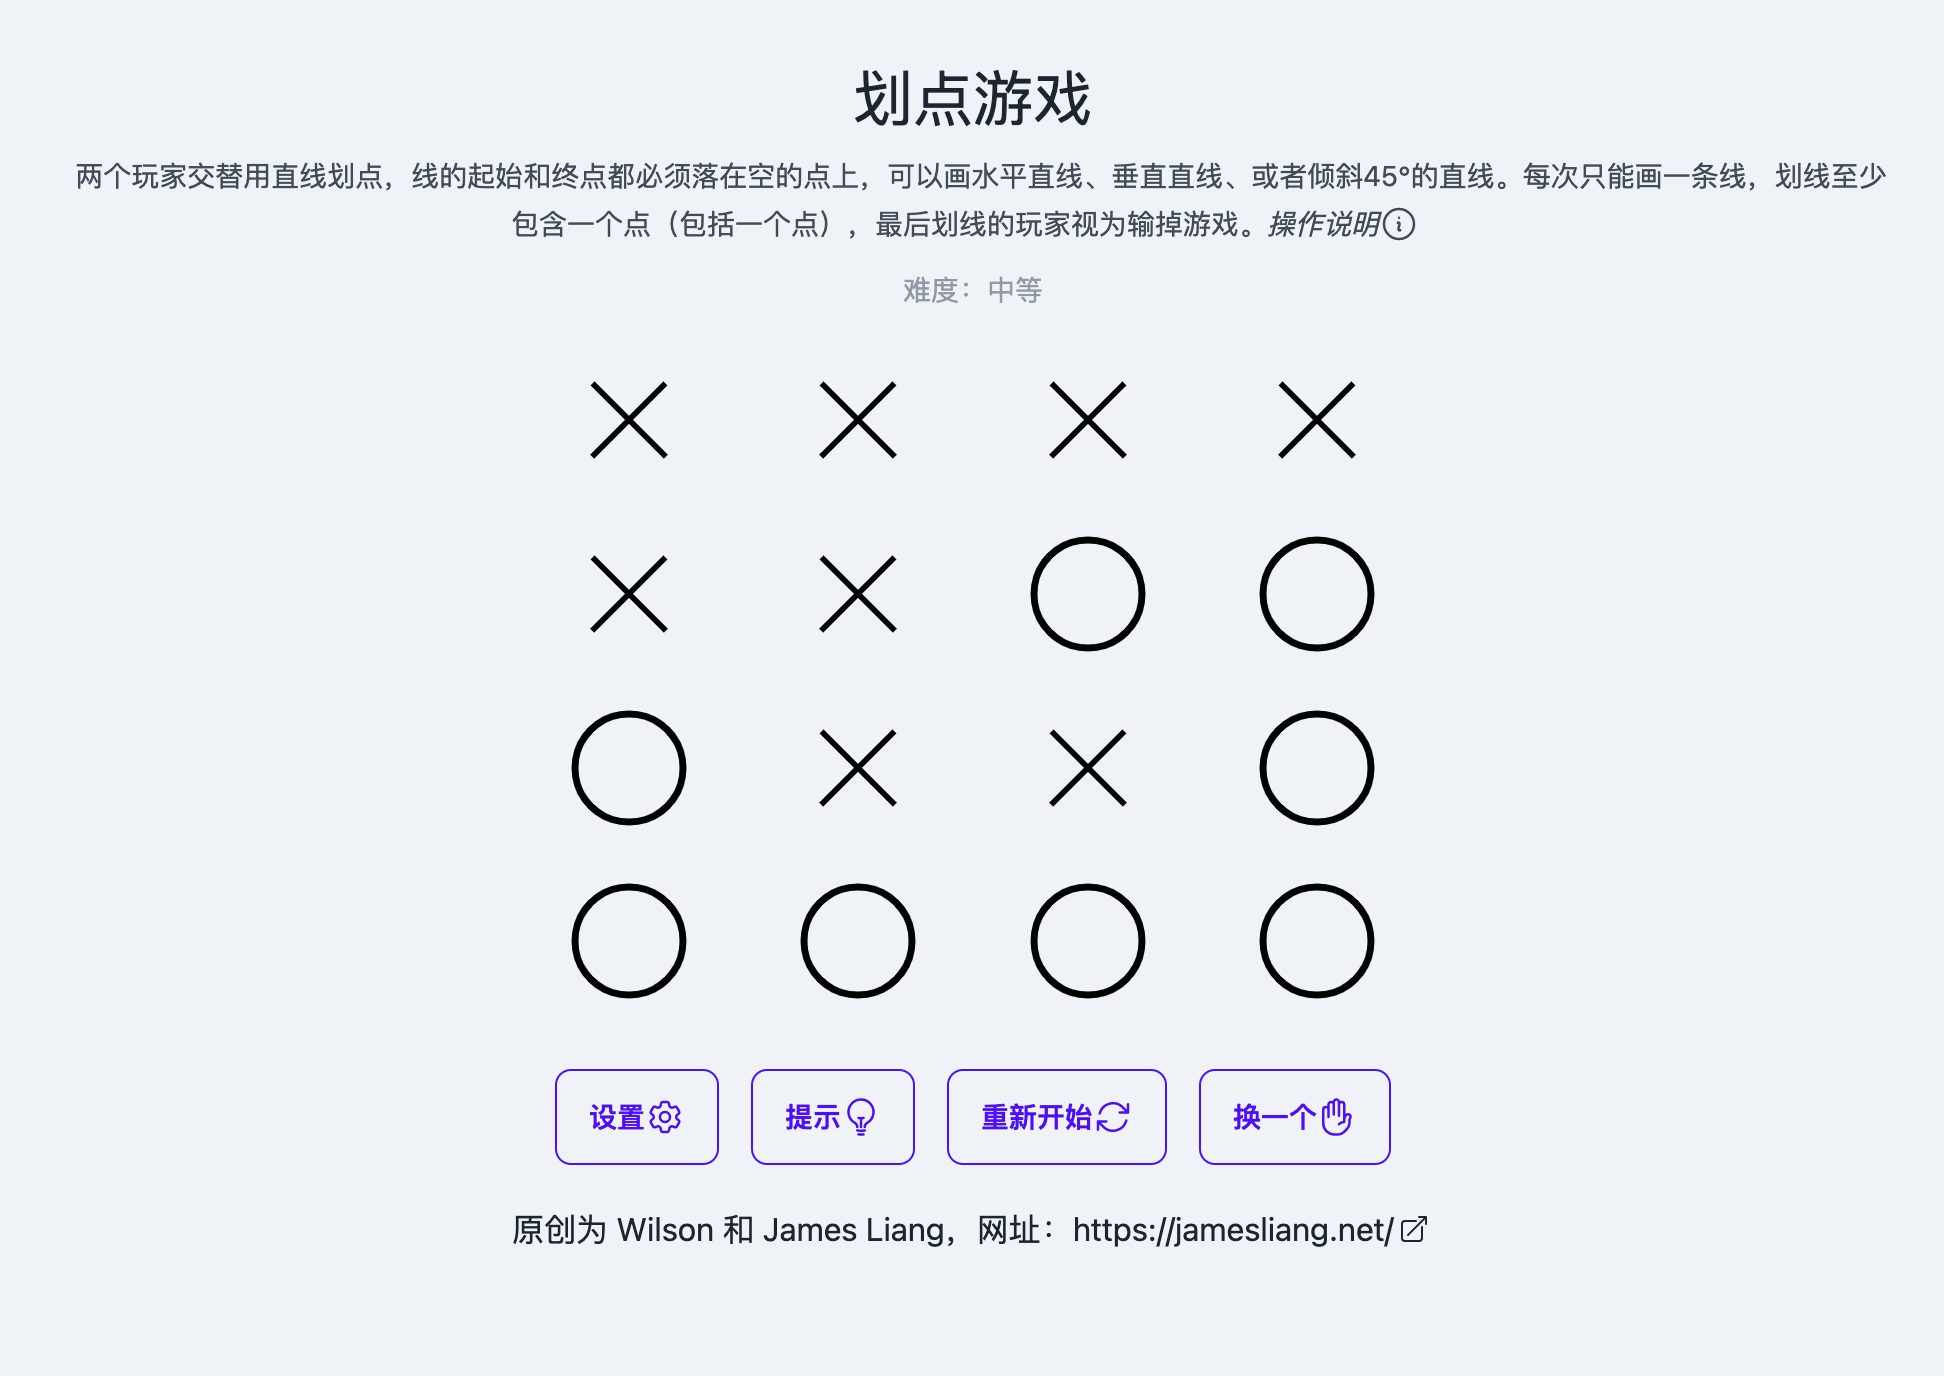 划点游戏
两个玩家交替用直线划点，线的起始和终点都必须落在空的点上，可以画水平直线、垂直直线、或者倾斜45°的直线。每次只能画一条线，划线至少
包含一个点（包括一个点），最后划线的玩家视为输掉游戏。操作说明
难度：中等
设置 提示 重新开始 换一个
原创为 Wilson 和 James Liang，网址：https://jamesliang.net/